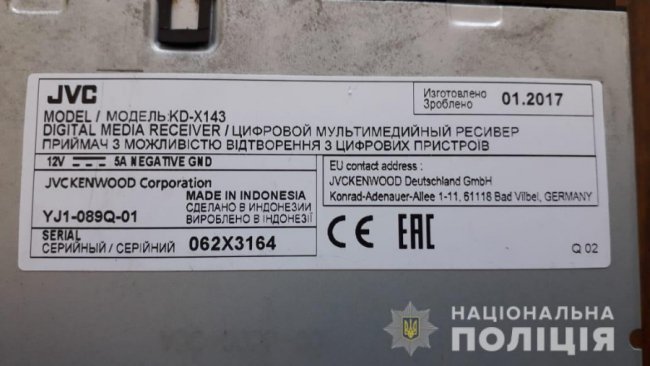 JVC
Изготовлено
Зроблено 01.2017
MODEL / МОДЕЛЬ:KD-X143
DIGITAL MEDIA RECEIVER / ЦИФРОВОЙ МУЛЬТИМЕДИЙНЫЙ РЕСИВЕР
ПРИЙМАЧ З МОЖЛИВІСТЮ ВІДТВОРЕННЯ З ЦИФРОВИХ ПРИСТРОЇВ
12V 5A NEGATIVE GND
JVCKENWOOD Corporation
MADE IN INDONESIA
СДЕЛАНО В ИНДОНЕЗИИ
YJ1-089Q-01 ВИРОБЛЕНО В ІНДОНЕЗІЇ
SERIAL
СЕРИЙНЫЙ / СЕРІЙНИЙ 062X3164
EU contact address :
JVCKENWOOD Deutschland GmbH
Konrad-Adenauer-Allee 1-11, 61118 Bad Vilbel, GERMANY
CE EAC
Q 02
НАЦІОНАЛЬНА
ПОЛІЦІЯ